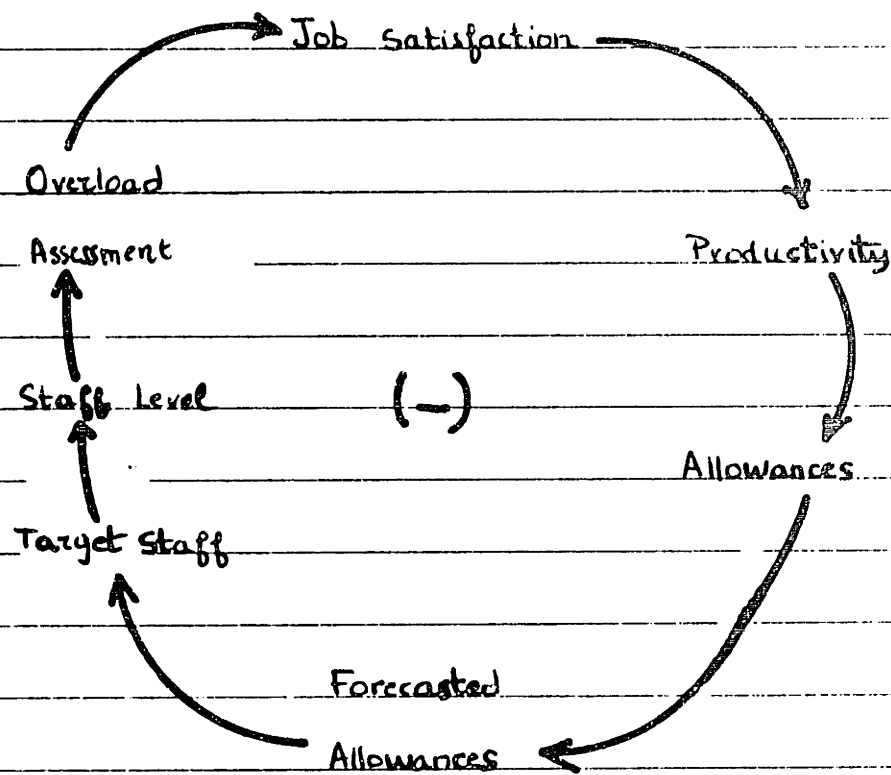 Job Satisfaction
Overload
Assessment
Productivity
Staff Level
(-)
Allowances
Target Staff
Forecasted
Allowances